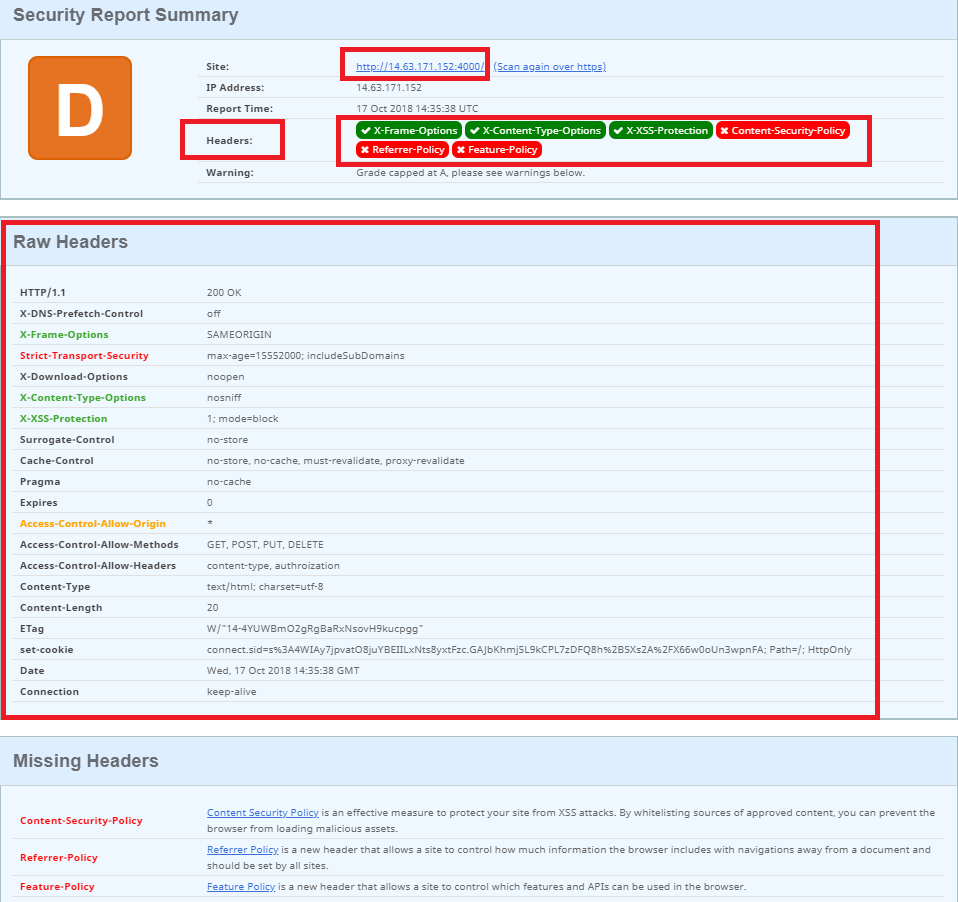 Security Report Summary
D
Site: http://14.63.171.152:4000/ (Scan again over https)
IP Address: 14.63.171.152
Report Time: 17 Oct 2018 14:35:38 UTC
Headers: ✔ X-Frame-Options ✔ X-Content-Type-Options ✔ X-XSS-Protection ✖ Content-Security-Policy
✖ Referrer-Policy ✖ Feature-Policy
Warning: Grade capped at A, please see warnings below.
Raw Headers
HTTP/1.1 200 OK
X-DNS-Prefetch-Control off
X-Frame-Options SAMEORIGIN
Strict-Transport-Security max-age=15552000; includeSubDomains
X-Download-Options noopen
X-Content-Type-Options nosniff
X-XSS-Protection 1; mode=block
Surrogate-Control no-store
Cache-Control no-store, no-cache, must-revalidate, proxy-revalidate
Pragma no-cache
Expires 0
Access-Control-Allow-Origin *
Access-Control-Allow-Methods GET, POST, PUT, DELETE
Access-Control-Allow-Headers content-type, authroization
Content-Type text/html; charset=utf-8
Content-Length 20
ETag W/"14-4YUWBmO2gRgBaRxNsovH9kucpgg"
set-cookie connect.sid=s%3A4WIAy7jpvatO8juYBEIILxNts8yxtFzc.GAJbKhmj5L9kCPL7zDFQ8h%2B5Xs2A%2FX66w0oUn3wpnFA; Path=/; HttpOnly
Date Wed, 17 Oct 2018 14:35:38 GMT
Connection keep-alive
Missing Headers
Content-Security-Policy Content Security Policy is an effective measure to protect your site from XSS attacks. By whitelisting sources of approved content, you can prevent the
browser from loading malicious assets.
Referrer-Policy Referrer Policy is a new header that allows a site to control how much information the browser includes with navigations away from a document and
should be set by all sites.
Feature-Policy Feature Policy is a new header that allows a site to control which features and APIs can be used in the browser.